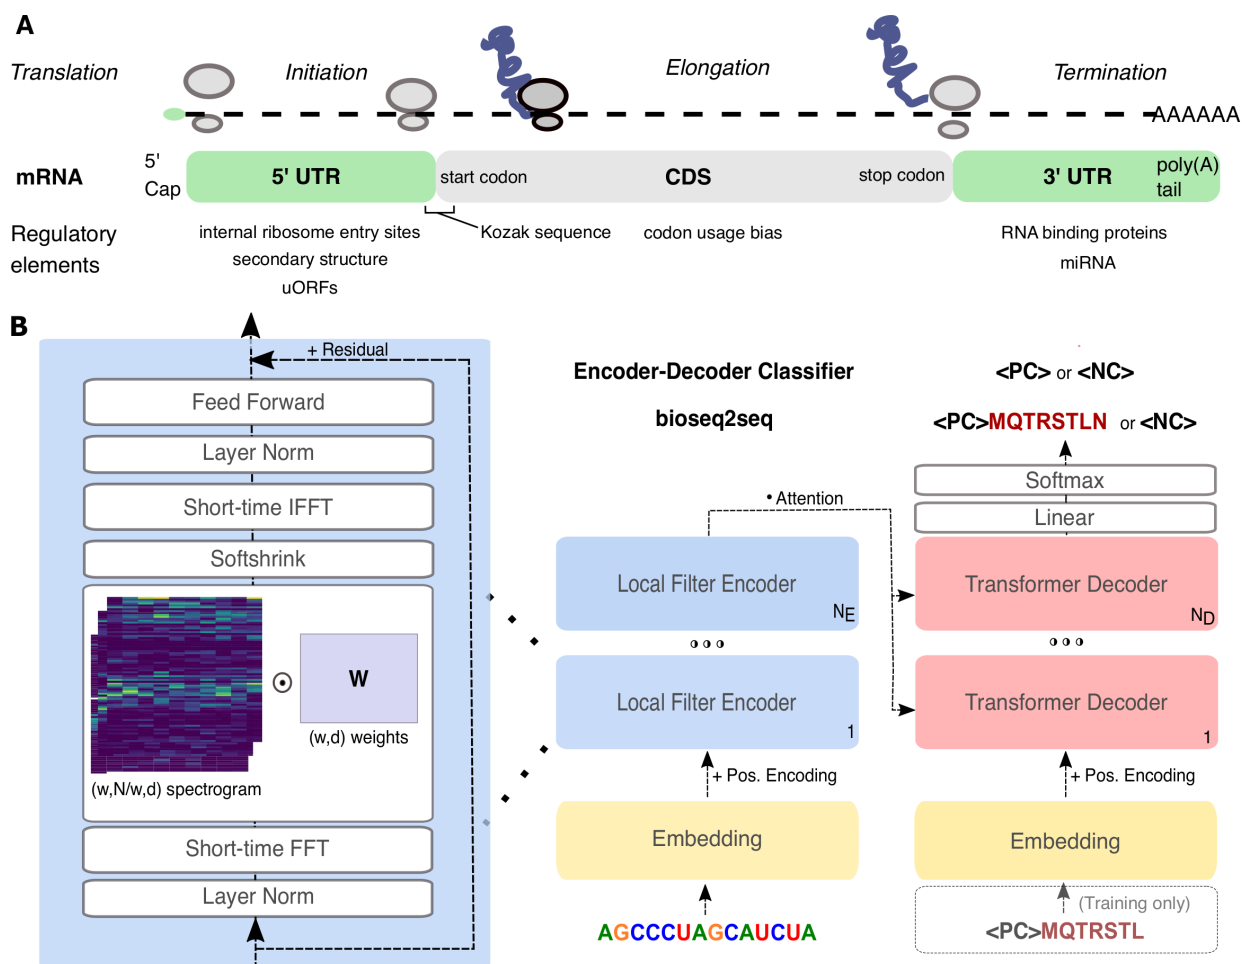 A
Translation
Initiation
Elongation
Termination
AAAAAA
mRNA
5'
Cap
5' UTR
start codon
CDS
stop codon
3' UTR
poly(A)
tail
Regulatory
elements
internal ribosome entry sites
secondary structure
uORFs
Kozak sequence
codon usage bias
RNA binding proteins
miRNA
B
+ Residual
Feed Forward
Layer Norm
Short-time IFFT
Softshrink
W
(w,d) weights
(w,N/w,d) spectrogram
Short-time FFT
Layer Norm
Encoder-Decoder Classifier
<PC> or <NC>
bioseq2seq
<PC>MQTRSTLN or <NC>
Softmax
Linear
• Attention
Local Filter Encoder
NE
Transformer Decoder
ND
Local Filter Encoder
1
Transformer Decoder
1
+ Pos. Encoding
+ Pos. Encoding
Embedding
Embedding
(Training only)
AGCCCUAGCAUCUA
<PC>MQTRSTL